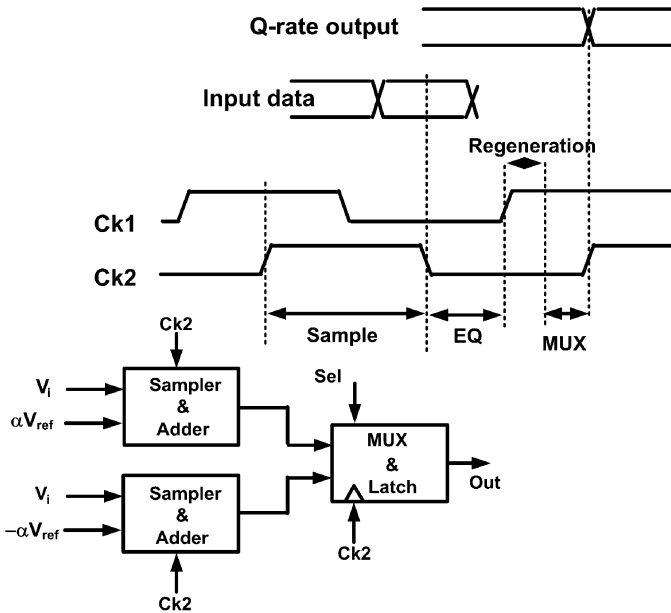 Q-rate output
Input data
Regeneration
Ck1
Ck2
Sample
EQ
MUX
Ck2
Sel
Vi
αVref
Sampler
&
Adder
MUX
&
Latch
Out
Vi
−αVref
Sampler
&
Adder
Ck2
Ck2